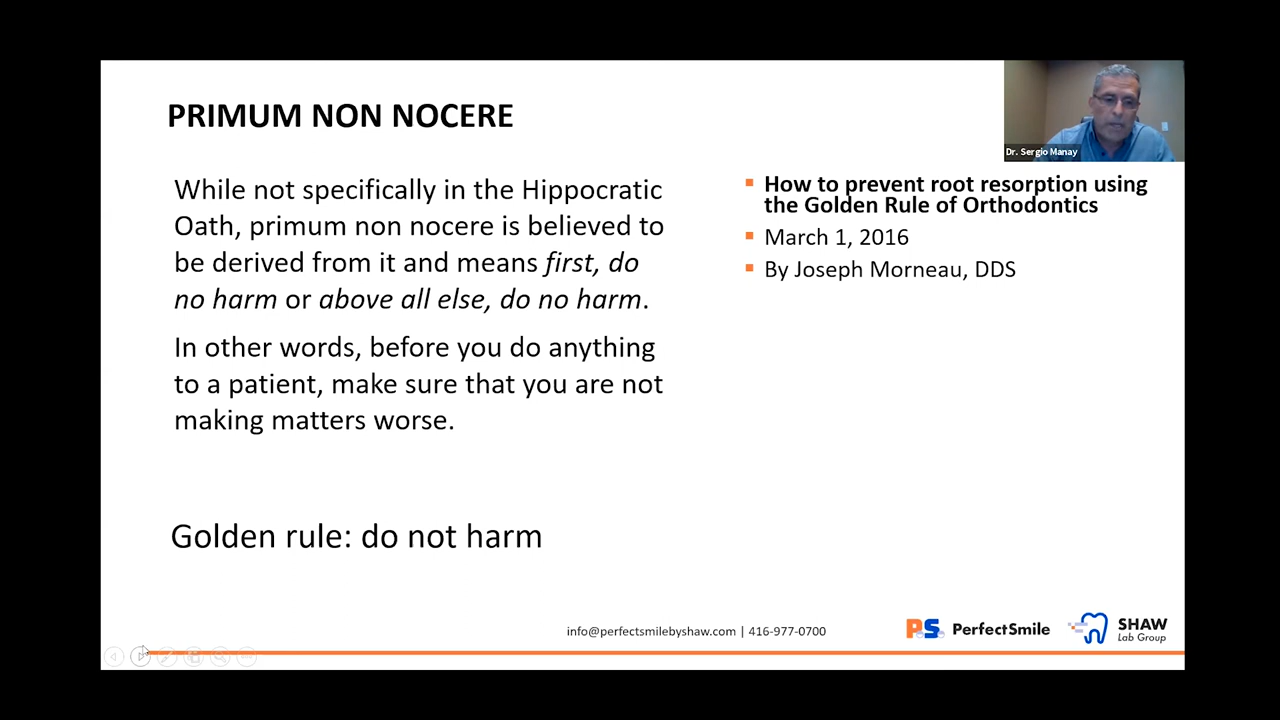 PRIMUM NON NOCERE
While not specifically in the Hippocratic
Oath, primum non nocere is believed to
be derived from it and means first, do
no harm or above all else, do no harm.
In other words, before you do anything
to a patient, make sure that you are not
making matters worse.
Golden rule: do not harm
Dr. Sergio Manay
How to prevent root resorption using
the Golden Rule of Orthodontics
March 1, 2016
By Joseph Morneau, DDS
info@perfectsmilebyshaw.com | 416-977-0700
PS PerfectSmile
SHAW
Lab Group